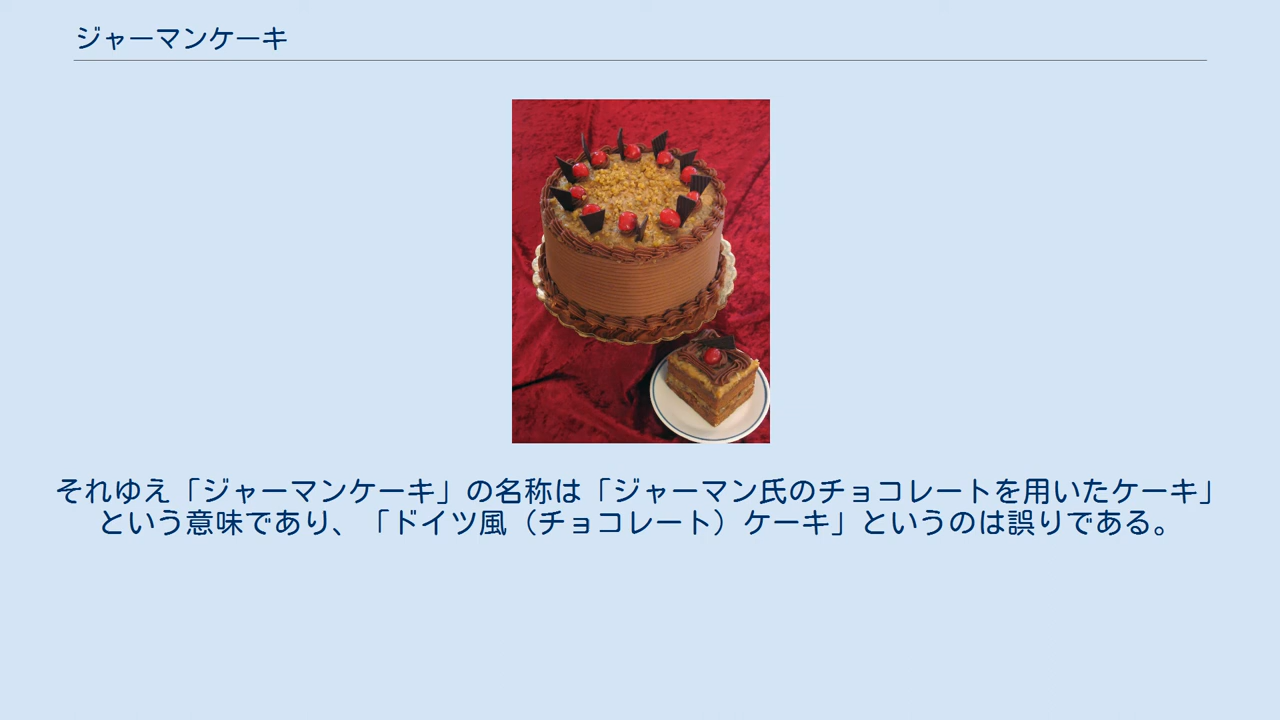 ジャーマンケーキ
それゆえ「ジャーマンケーキ」の名称は「ジャーマン氏のチョコレートを用いたケーキ」
という意味であり、「ドイツ風（チョコレート）ケーキ」というのは誤りである。